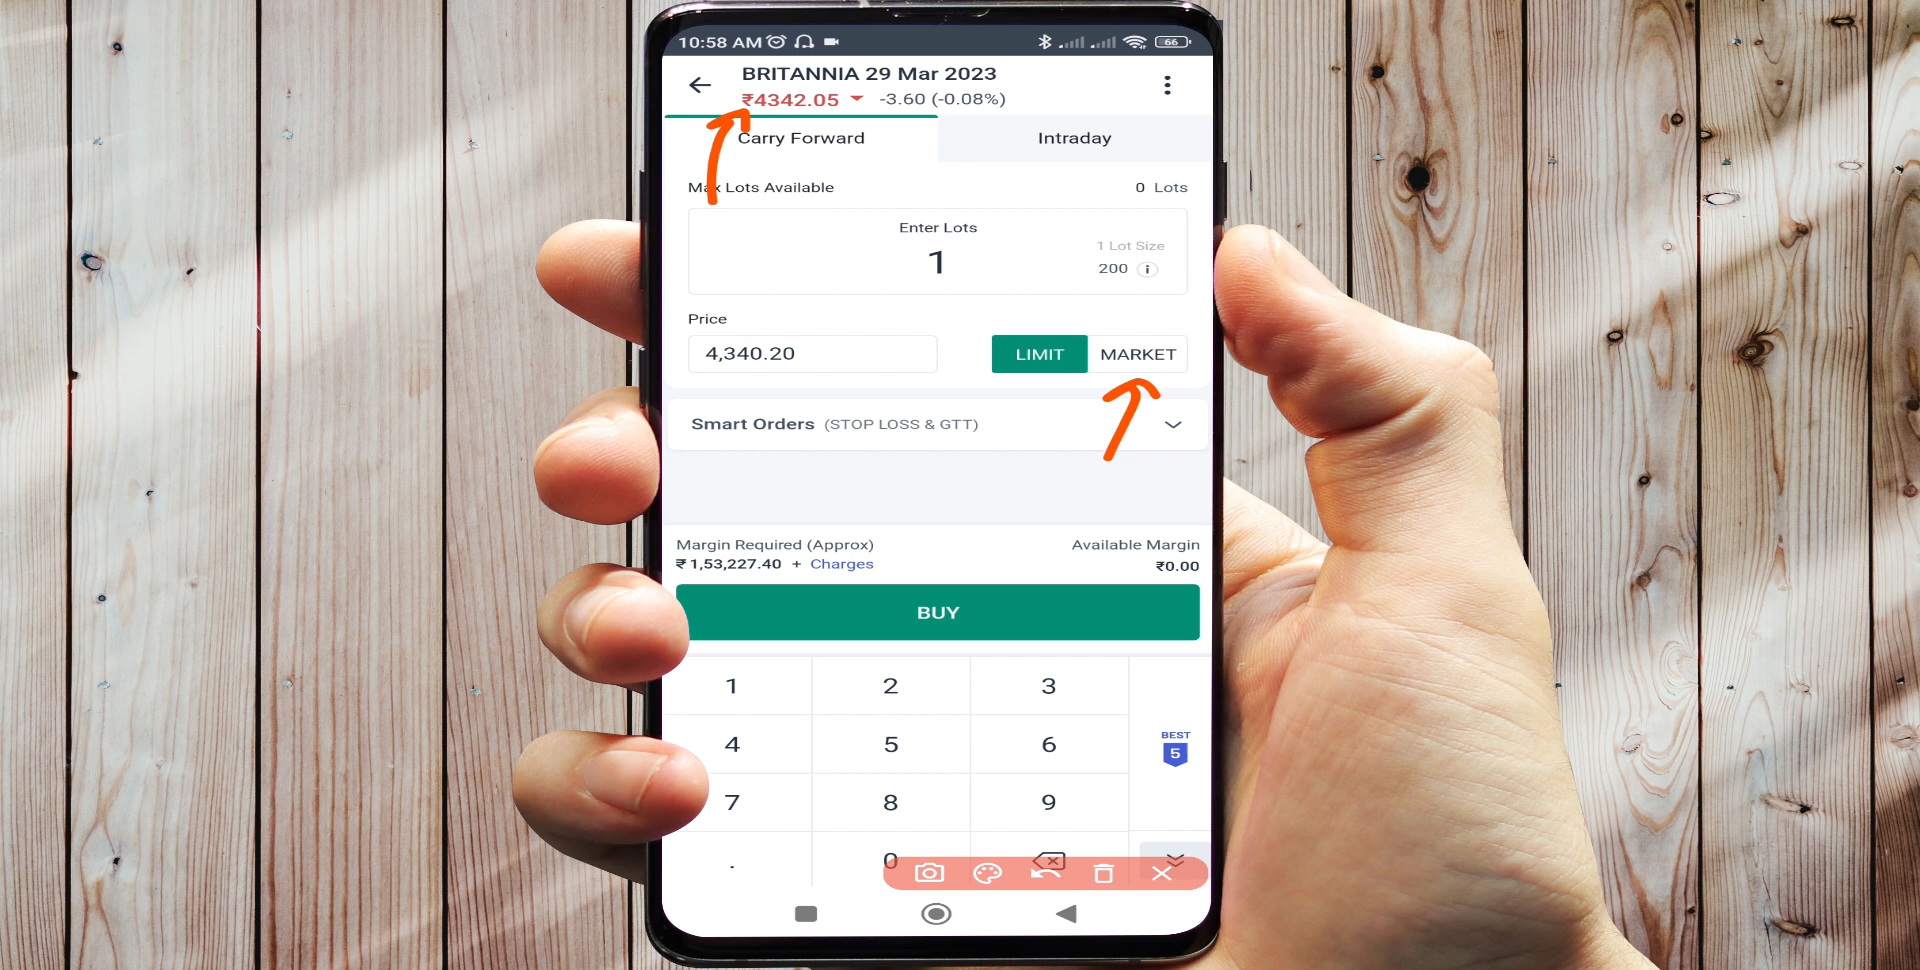 10:58 AM 66
BRITANNIA 29 Mar 2023
₹4342.05 -3.60 (-0.08%)
Carry Forward Intraday
Max Lots Available 0 Lots
Enter Lots
1
1 Lot Size
200
Price
4,340.20 LIMIT MARKET
Smart Orders (STOP LOSS & GTT)
Margin Required (Approx) Available Margin
₹1,53,227.40 + Charges ₹0.00
BUY
1 2 3
4 5 6
BEST
5
7 8 9
. 0